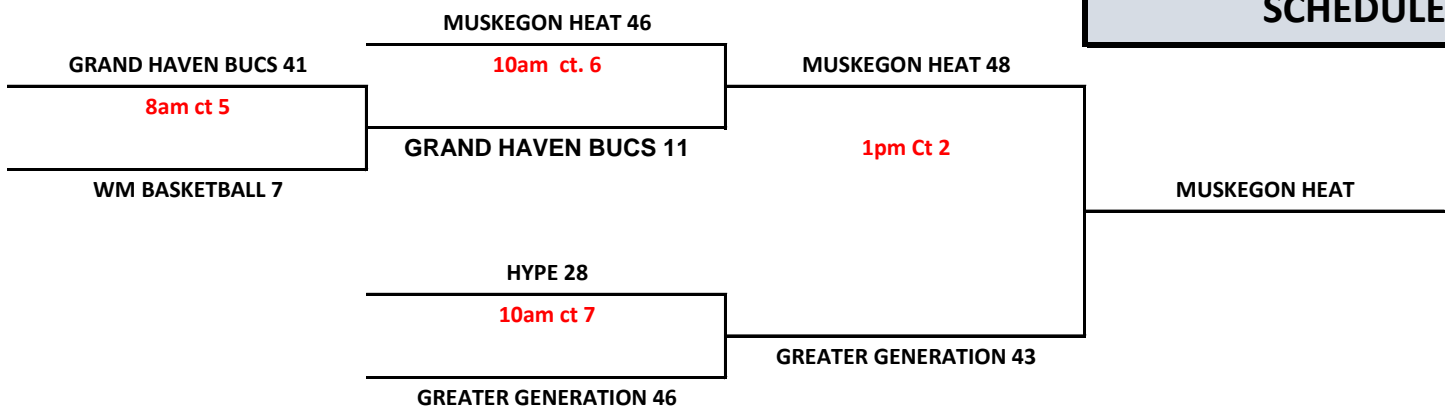 SCHEDULE
MUSKEGON HEAT 46
GRAND HAVEN BUCS 41
10am  ct. 6
MUSKEGON HEAT 48
8am ct 5
GRAND HAVEN BUCS 11
1pm Ct 2
WM BASKETBALL 7
MUSKEGON HEAT
HYPE 28
10am ct 7
GREATER GENERATION 43
GREATER GENERATION 46